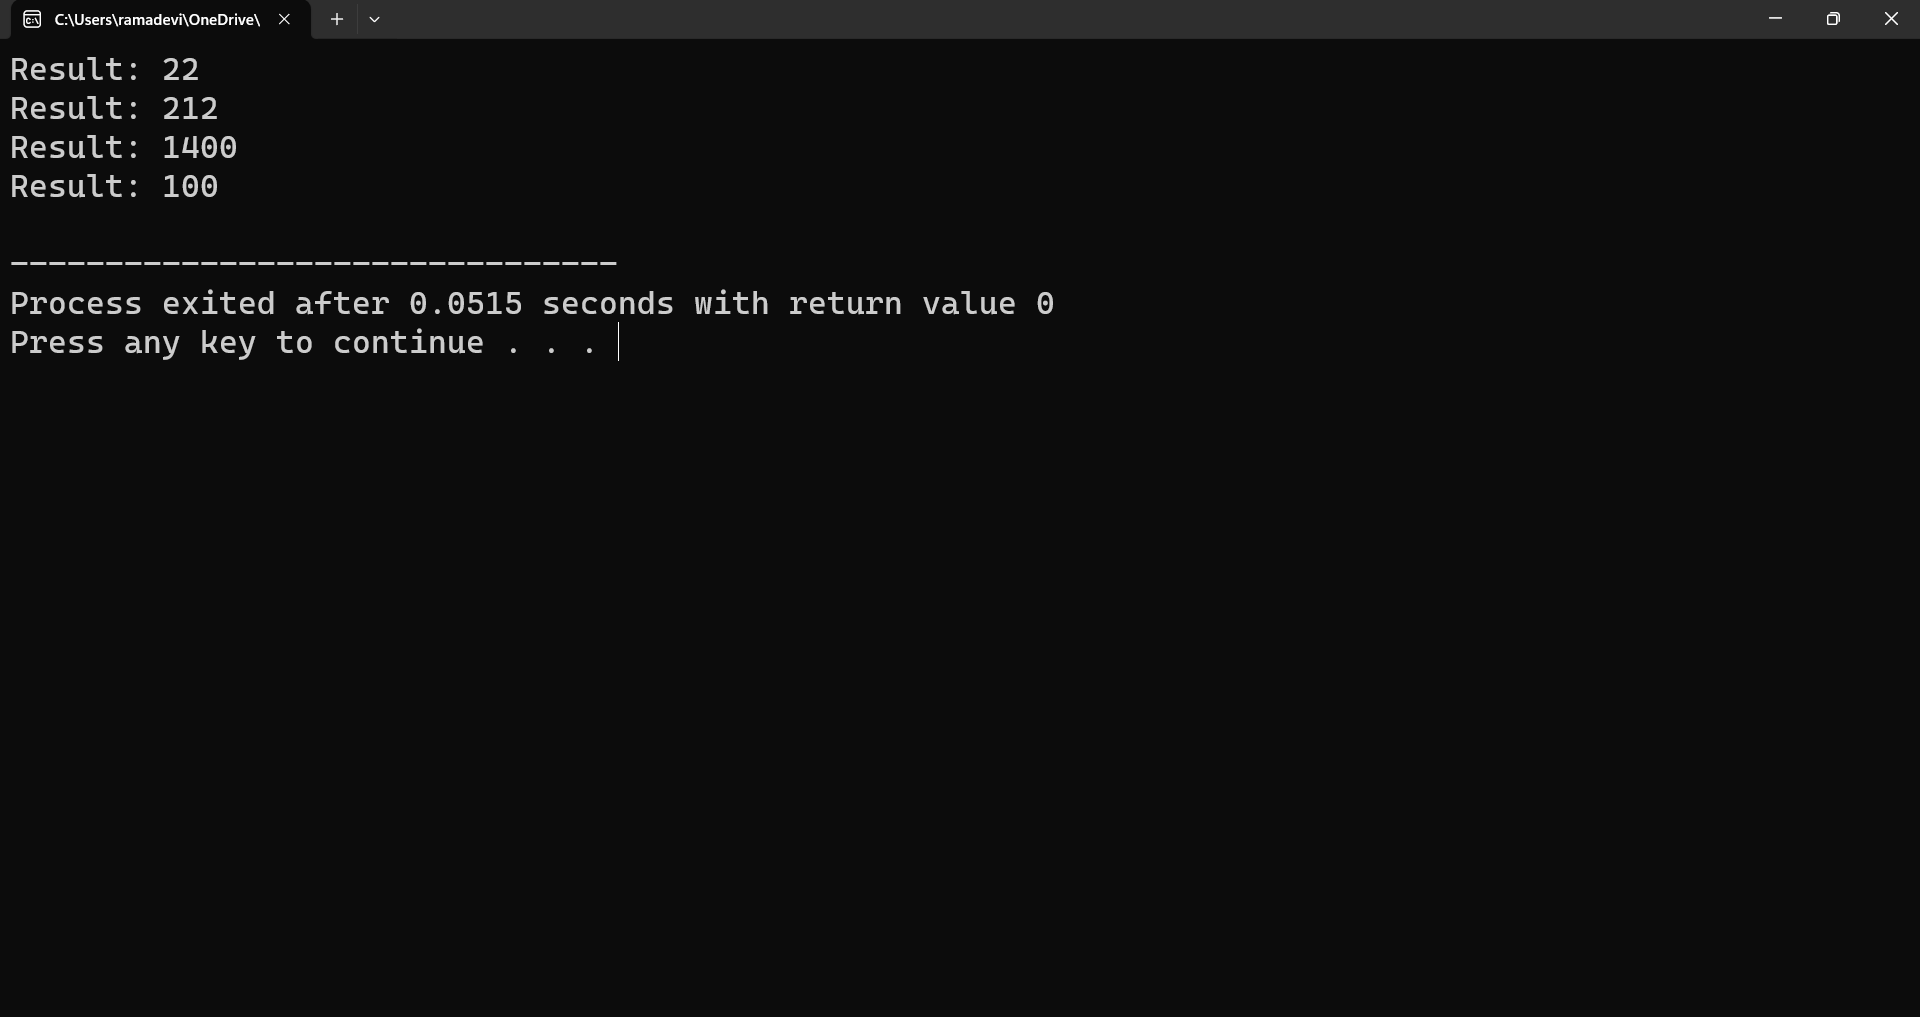 C:\Users\ramadevi\OneDrive\
Result: 22
Result: 212
Result: 1400
Result: 100
--------------------------------
Process exited after 0.0515 seconds with return value 0
Press any key to continue . . .